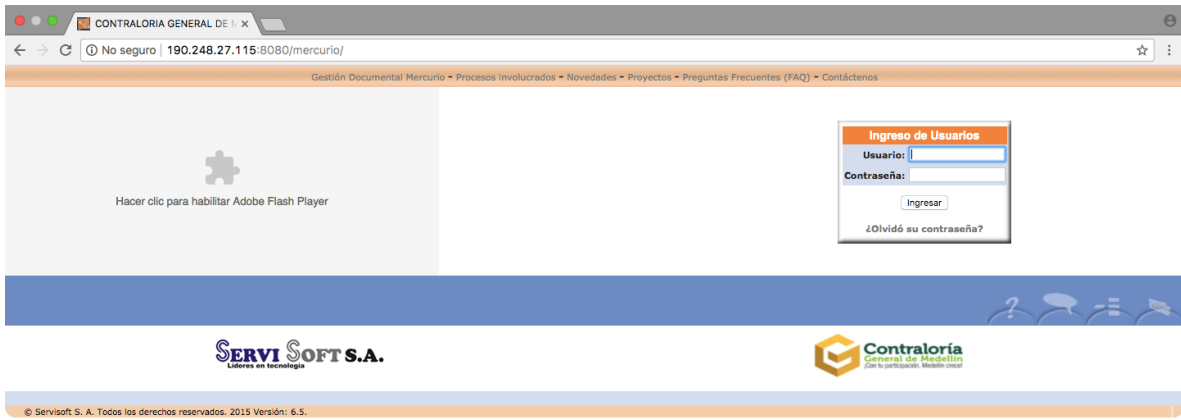 CONTRALORIA GENERAL DE
No seguro | 190.248.27.115:8080/mercurio/
Gestión Documental Mercurio - Procesos involucrados - Novedades - Proyectos - Preguntas Frecuentes (FAQ) - Contáctenos
Ingreso de Usuarios
Usuario:
Contraseña:
Ingresar
¿Olvidó su contraseña?
Hacer clic para habilitar Adobe Flash Player
SERVI SOFT S.A.
Lideres en tecnología
Contraloría
General de Medellín
¡Con tu participación, Medellín crece!
© Servisoft S. A. Todos los derechos reservados. 2015 Versión: 6.5.